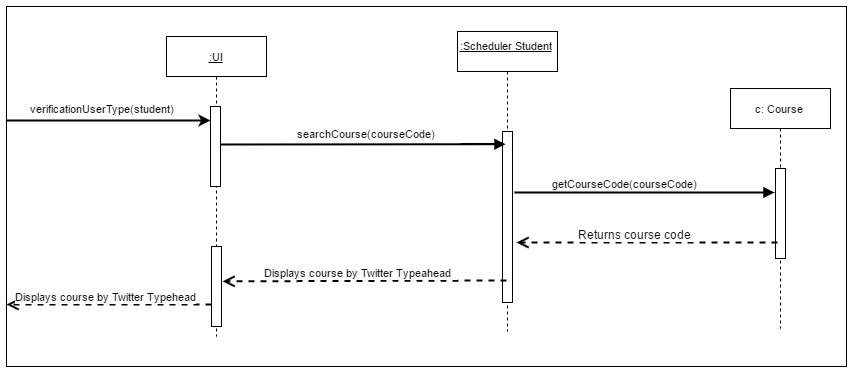 :UI
:Scheduler Student
c: Course
verificationUserType(student)
searchCourse(courseCode)
getCourseCode(courseCode)
Returns course code
Displays course by Twitter Typeahead
Displays course by Twitter Typehead